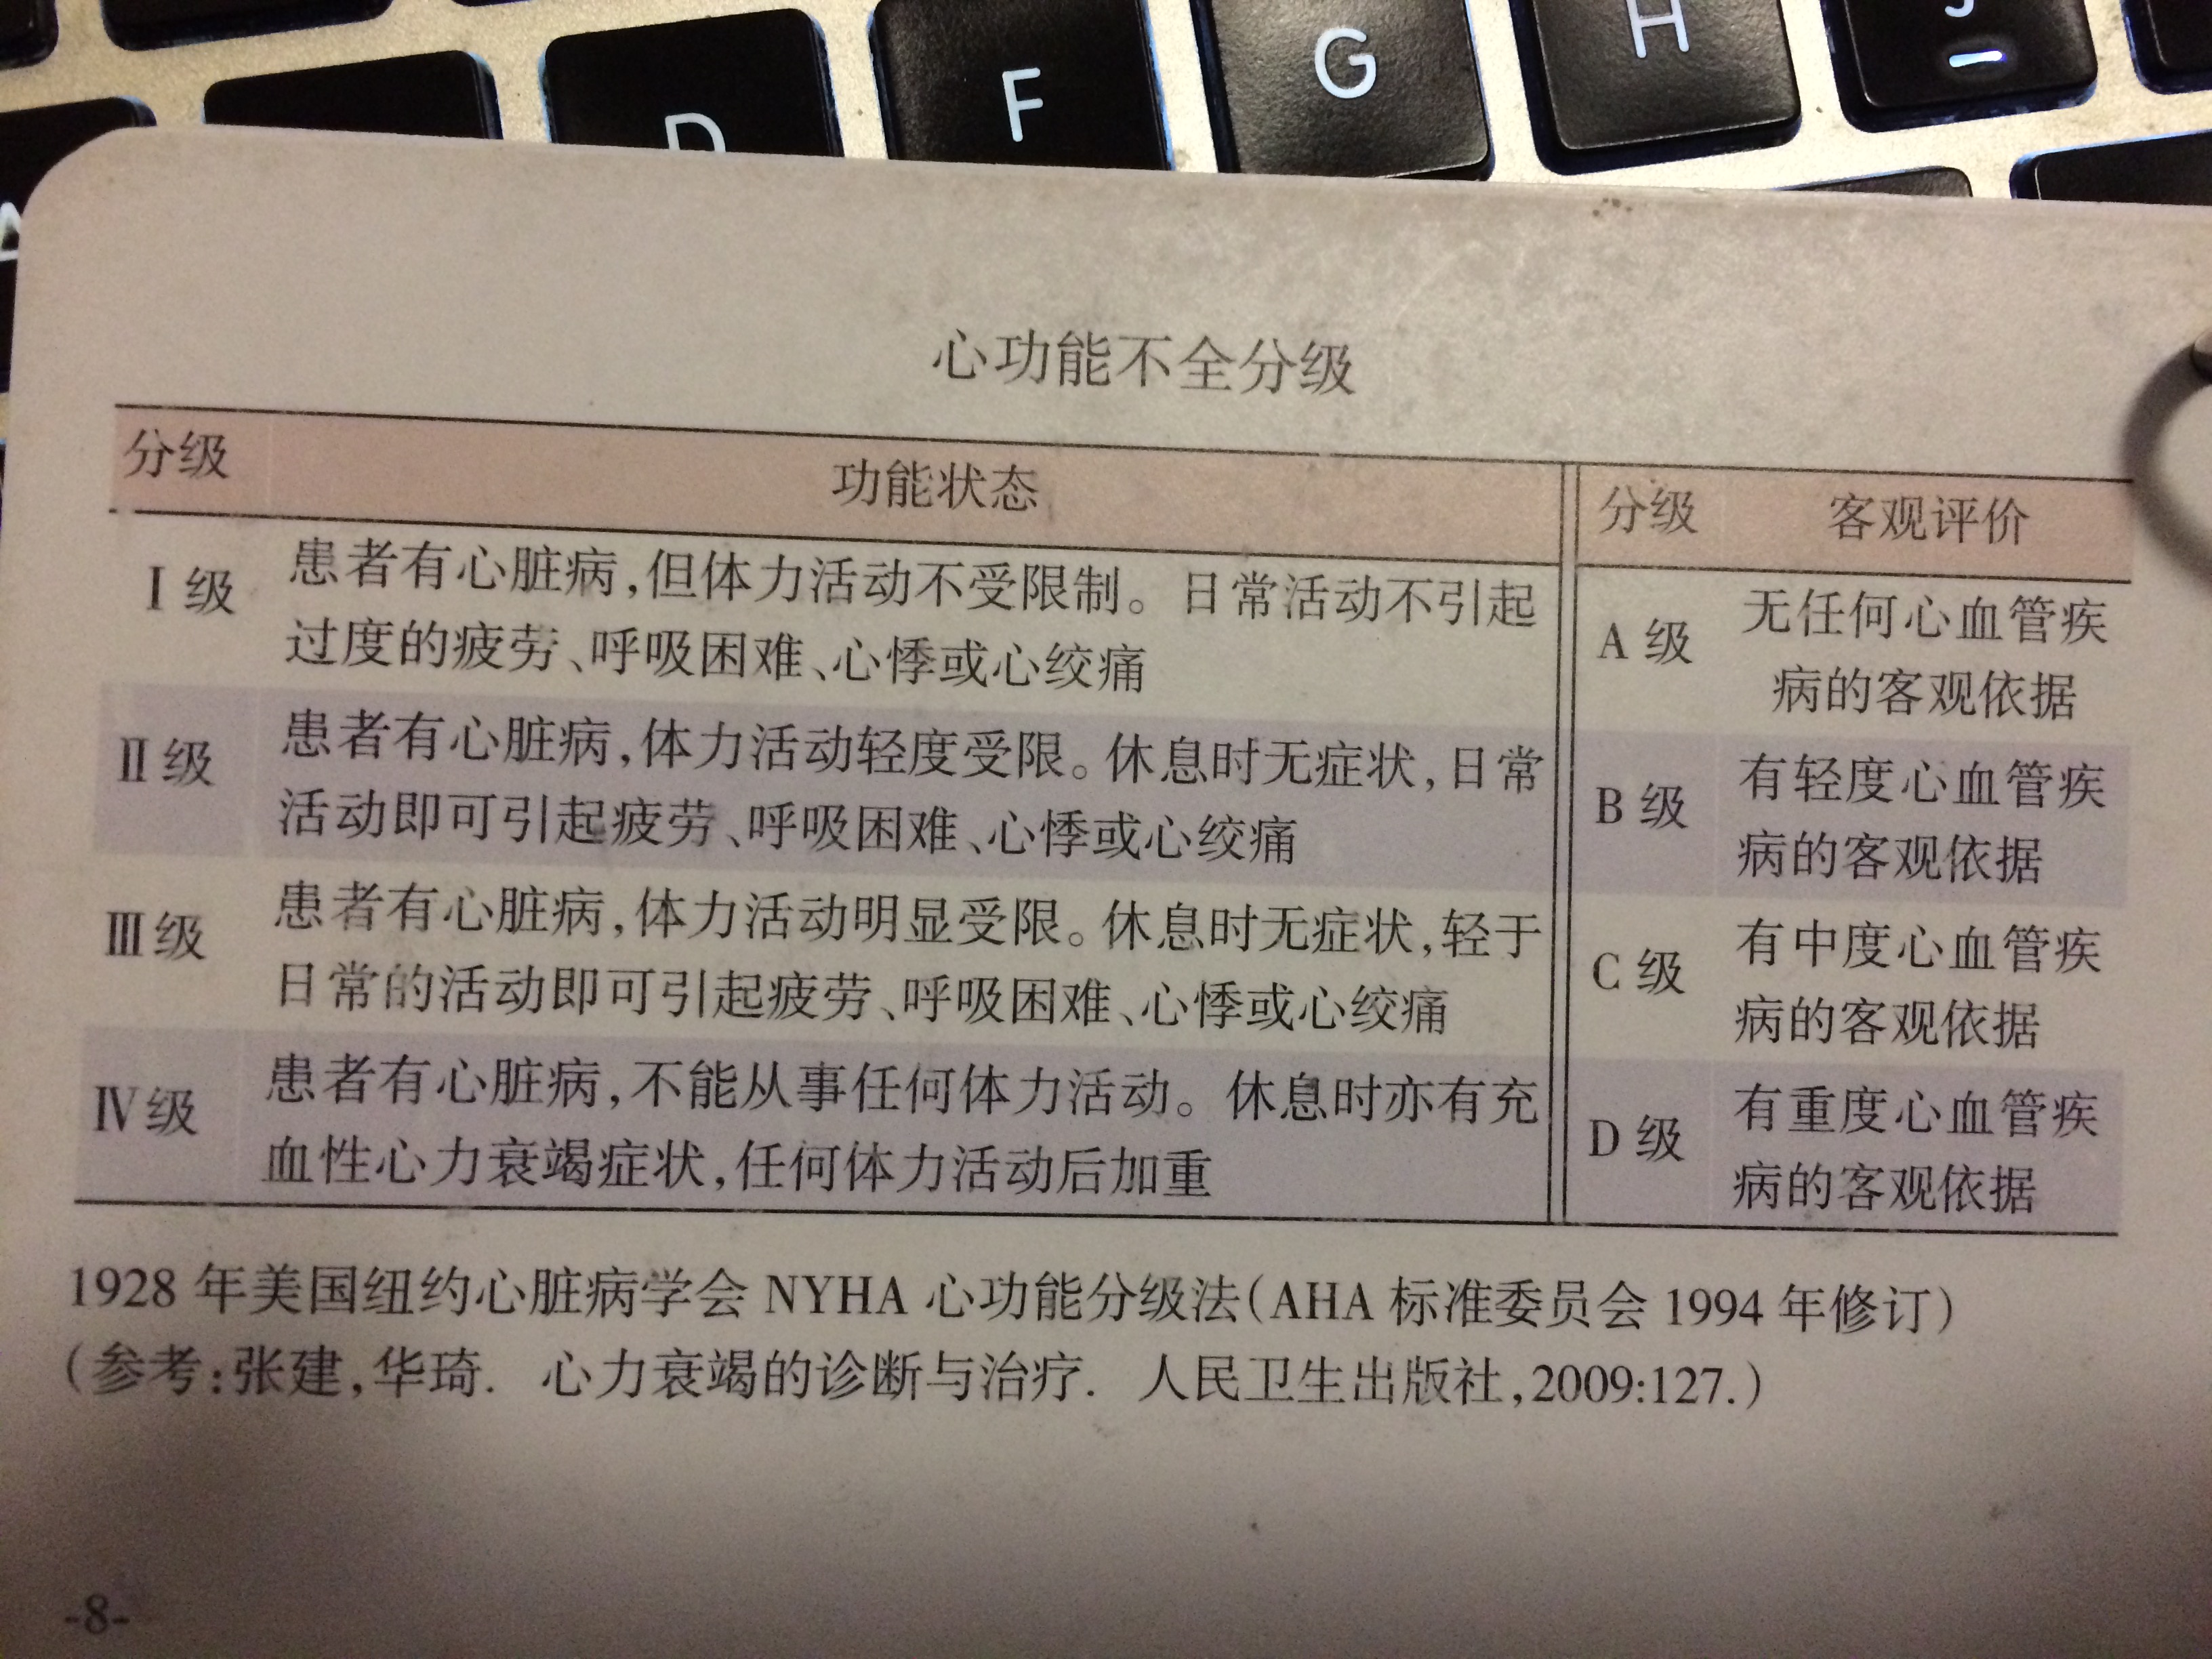 心功能不全分级
分级 功能状态 分级 客观评价
Ⅰ级 患者有心脏病,但体力活动不受限制。日常活动不引起 A级 无任何心血管疾
过度的疲劳、呼吸困难、心悸或心绞痛 病的客观依据
Ⅱ级 患者有心脏病,体力活动轻度受限。休息时无症状,日常 B级 有轻度心血管疾
活动即可引起疲劳、呼吸困难、心悸或心绞痛 病的客观依据
Ⅲ级 患者有心脏病,体力活动明显受限。休息时无症状,轻于 C级 有中度心血管疾
日常的活动即可引起疲劳、呼吸困难、心悸或心绞痛 病的客观依据
Ⅳ级 患者有心脏病,不能从事任何体力活动。休息时亦有充 D级 有重度心血管疾
血性心力衰竭症状,任何体力活动后加重 病的客观依据
1928 年美国纽约心脏病学会 NYHA 心功能分级法(AHA 标准委员会 1994 年修订)
(参考:张建,华琦. 心力衰竭的诊断与治疗. 人民卫生出版社,2009:127.)
-8-
D
F
G
H
J